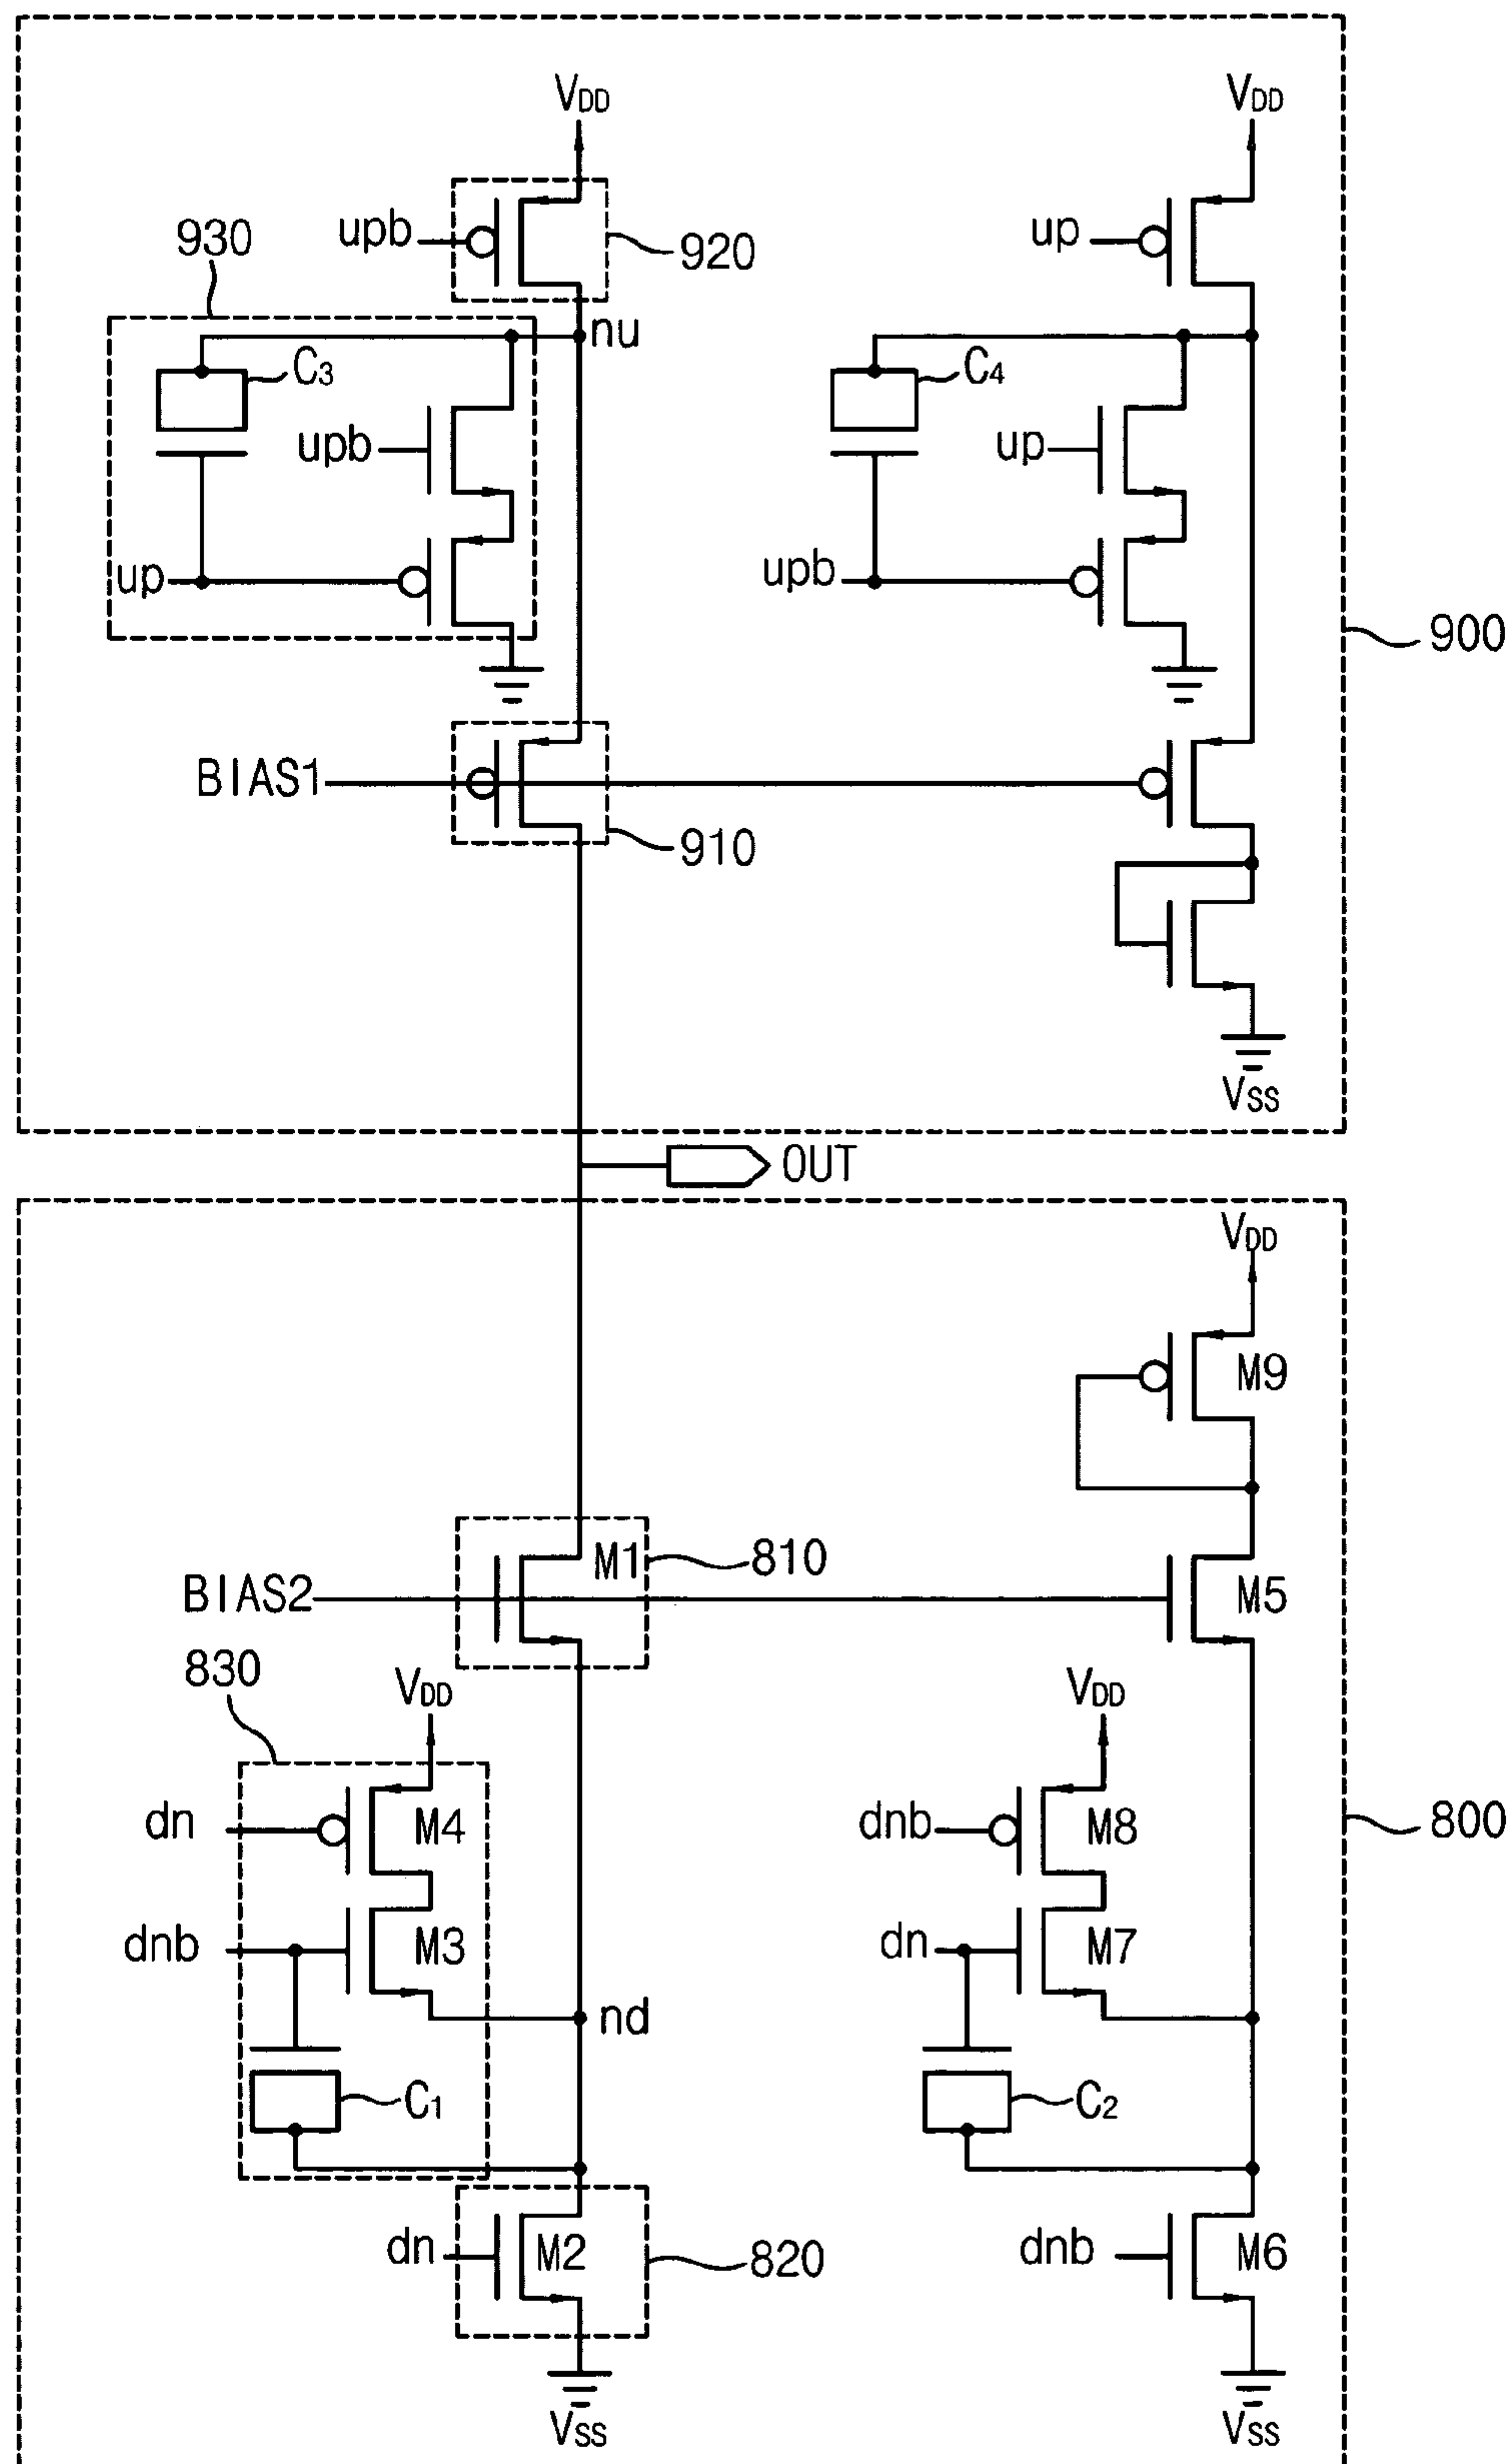 VDD VDD
upb 920 up
930
nu
C3 C4
upb up
up upb
900
BIAS1
910
VSS
OUT
VDD
M9
M1 810
BIAS2 M5
830
VDD VDD
dn M4 dnb M8
800
dnb M3 dn M7
nd
C1 C2
dn M2 820 dnb M6
VSS VSS